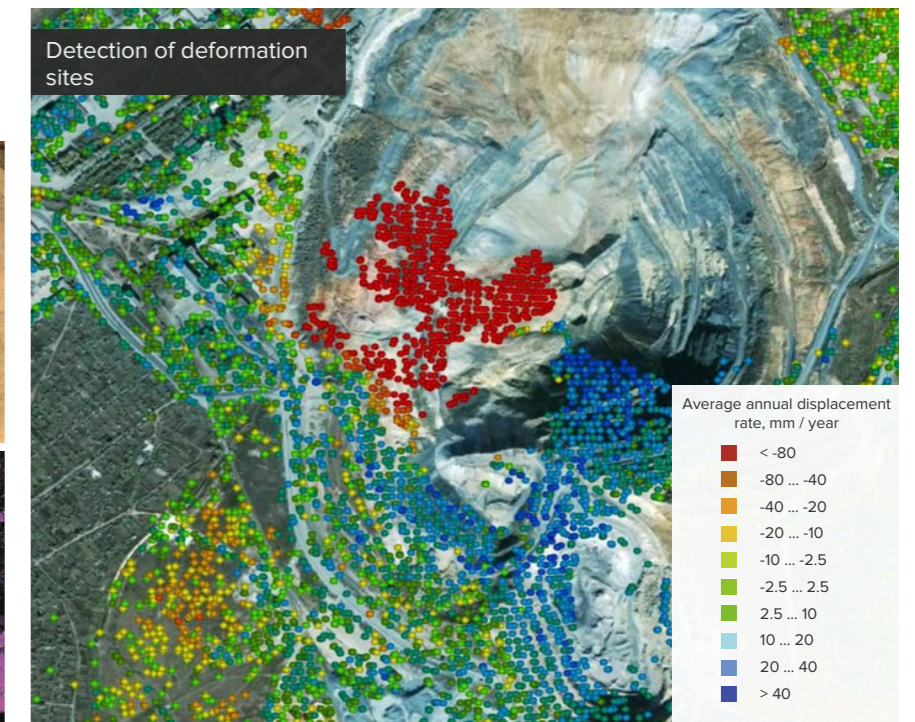 Detection of deformation
sites
Average annual displacement
rate, mm / year
< -80
-80 ... -40
-40 ... -20
-20 ... -10
-10 ... -2.5
-2.5 ... 2.5
2.5 ... 10
10 ... 20
20 ... 40
> 40